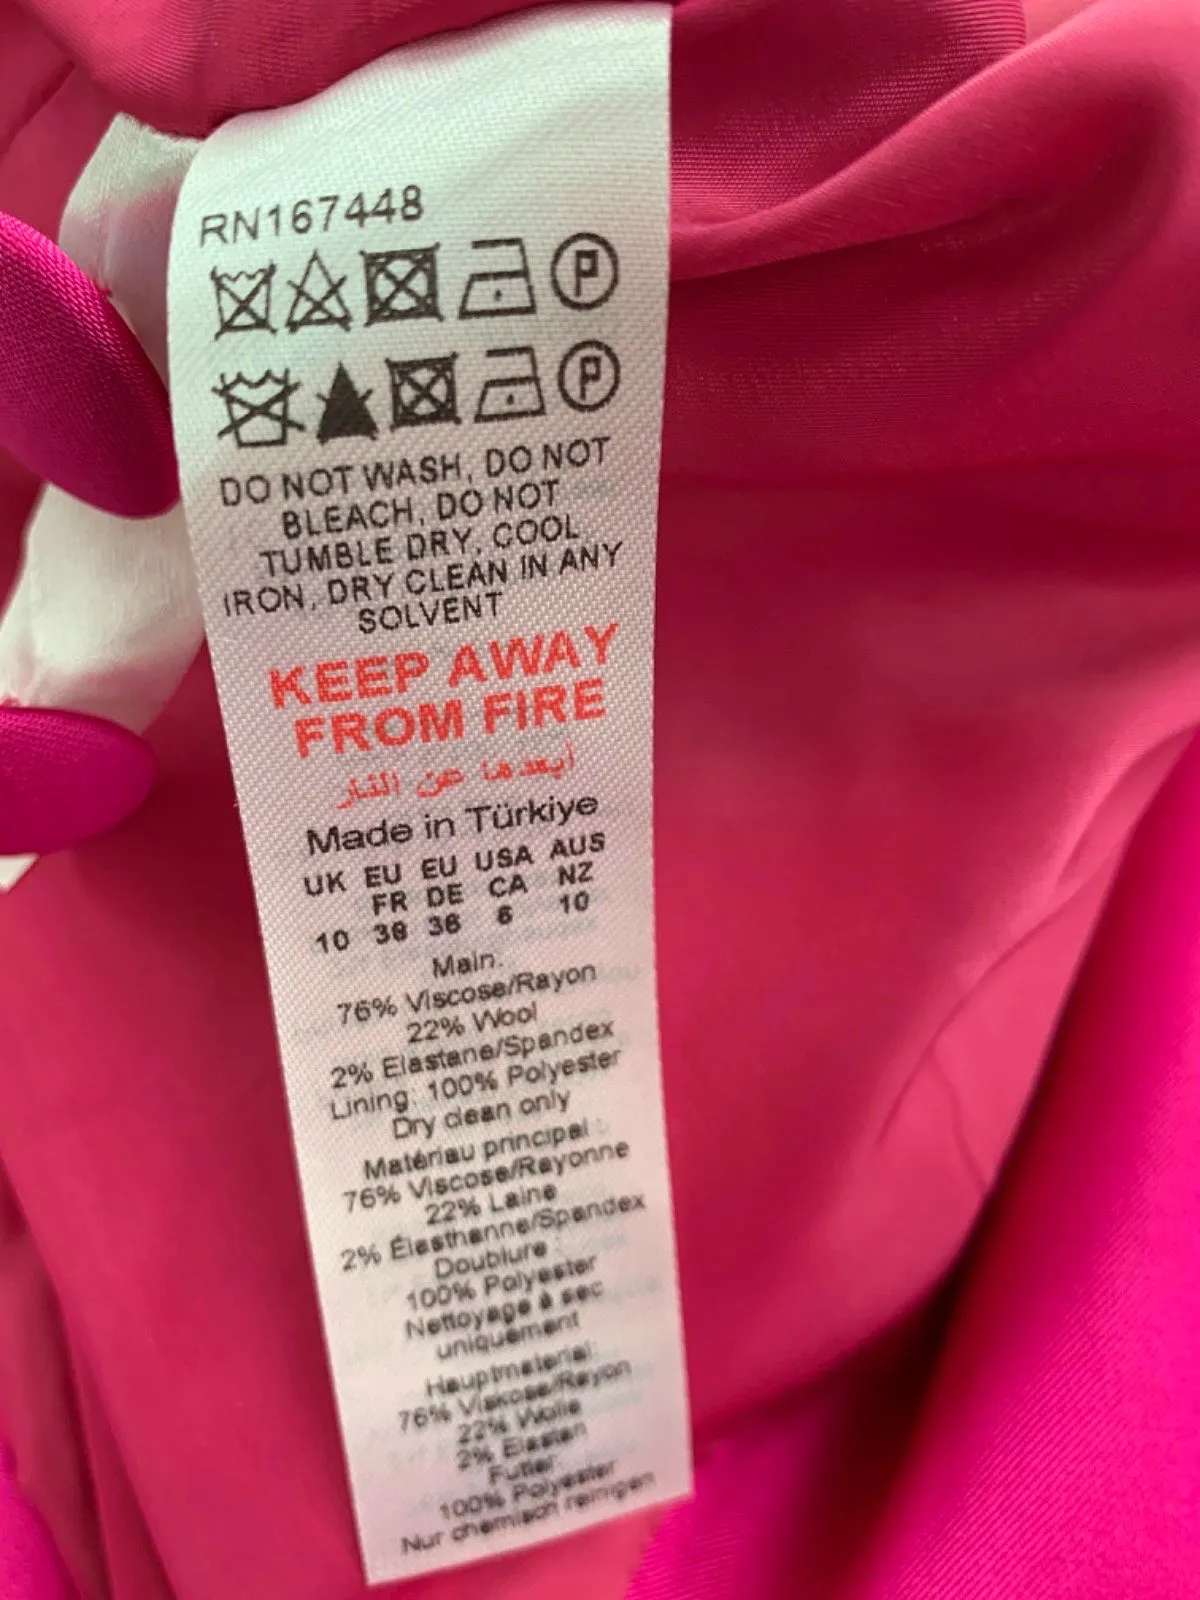 RN167448
P
P
DO NOT WASH, DO NOT
BLEACH, DO NOT
TUMBLE DRY, COOL
IRON, DRY CLEAN IN ANY
SOLVENT
KEEP AWAY
FROM FIRE
أبعدها عن النار
Made in Türkiye
UK EU EU USA AUS
FR DE CA NZ
10 38 36 6 10
Main:
76% Viscose/Rayon
22% Wool
2% Elastane/Spandex
Lining: 100% Polyester
Dry clean only
Matériau principal :
76% Viscose/Rayonne
22% Laine
2% Élasthanne/Spandex
Doublure :
100% Polyester
Nettoyage à sec
uniquement
Hauptmaterial:
76% Viskose/Rayon
22% Wolle
2% Elastan
Futter:
100% Polyester
Nur chemisch reinigen